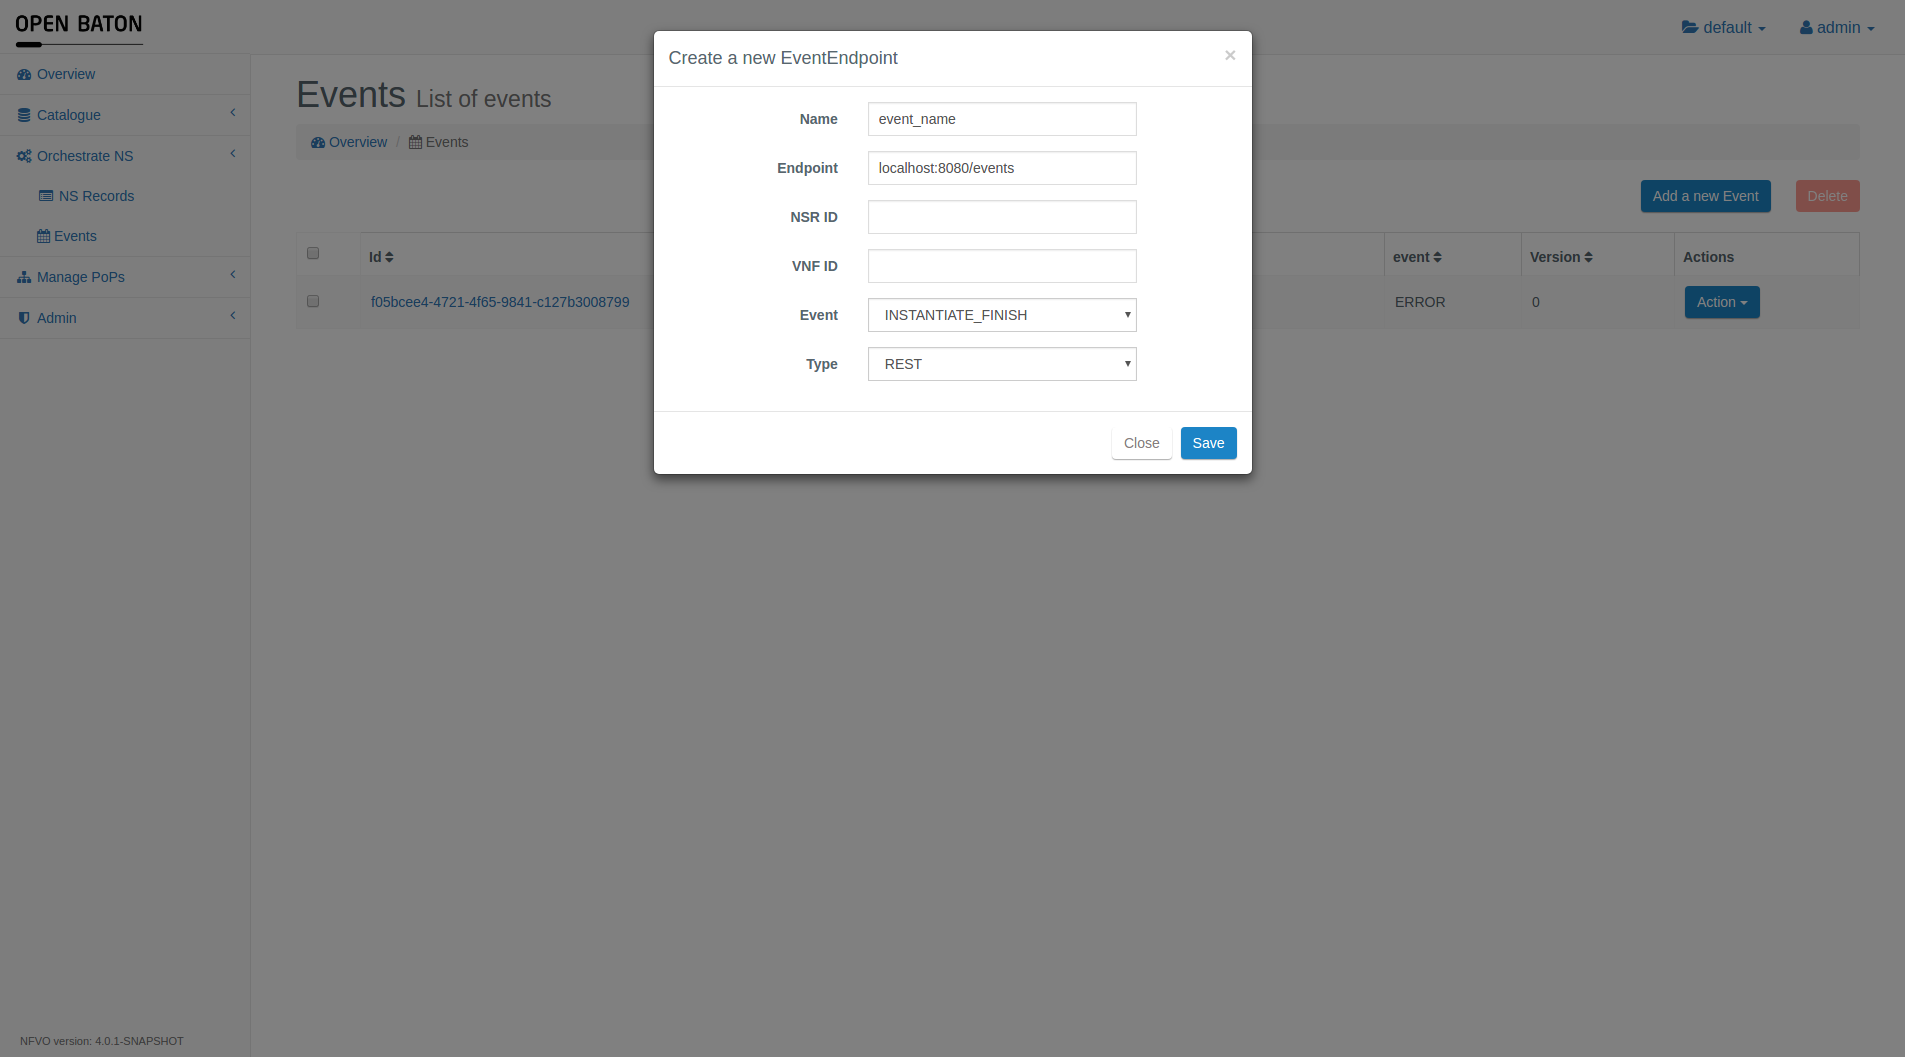 OPEN BATON
default
admin
Overview
Catalogue
Orchestrate NS
NS Records
Events
Manage PoPs
Admin
Events List of events
Overview / Events
Add a new Event
Delete
Id
event
Version
Actions
f05bcee4-4721-4f65-9841-c127b3008799
ERROR
0
Action
Create a new EventEndpoint
×
Name
event_name
Endpoint
localhost:8080/events
NSR ID
VNF ID
Event
INSTANTIATE_FINISH
Type
REST
Close
Save
NFVO version: 4.0.1-SNAPSHOT